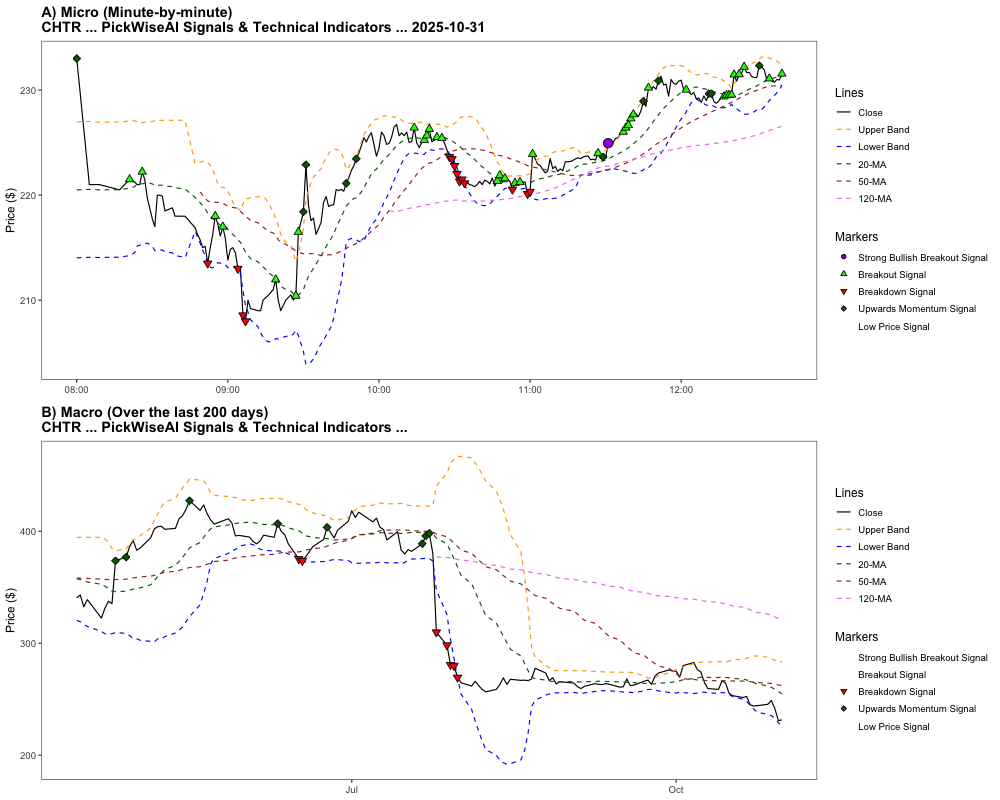 A) Micro (Minute-by-minute)
CHTR ... PickWiseAI Signals & Technical Indicators ... 2025-10-31
Price ($)
230
220
210
08:00
09:00
10:00
11:00
12:00
Lines
Close
Upper Band
Lower Band
20-MA
50-MA
120-MA
Markers
Strong Bullish Breakout Signal
Breakout Signal
Breakdown Signal
Upwards Momentum Signal
Low Price Signal
B) Macro (Over the last 200 days)
CHTR ... PickWiseAI Signals & Technical Indicators ...
Price ($)
400
300
200
Jul
Oct
Lines
Close
Upper Band
Lower Band
20-MA
50-MA
120-MA
Markers
Strong Bullish Breakout Signal
Breakout Signal
Breakdown Signal
Upwards Momentum Signal
Low Price Signal